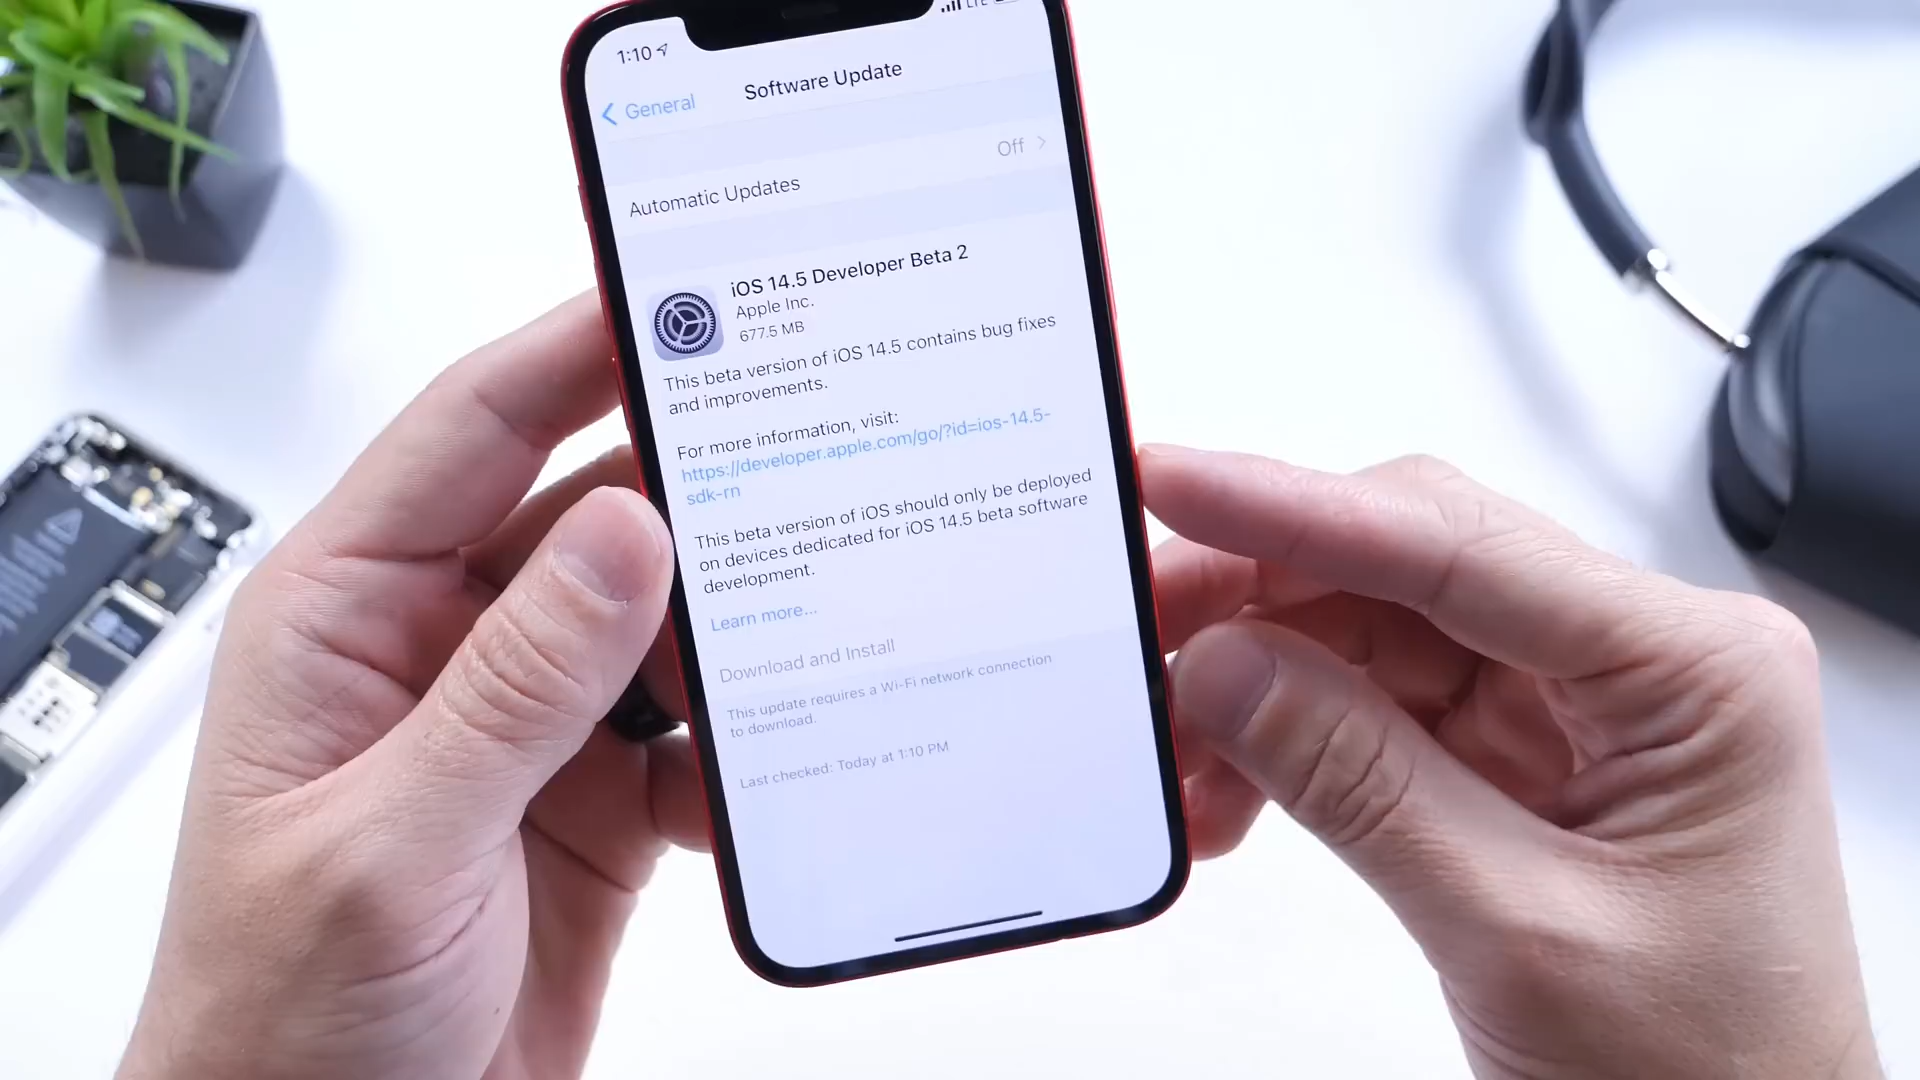 1:10
LTE
General
Software Update
Automatic Updates
Off
iOS 14.5 Developer Beta 2
Apple Inc.
677.5 MB
This beta version of iOS 14.5 contains bug fixes
and improvements.
For more information, visit:
https://developer.apple.com/go/?id=ios-14.5-
sdk-rn
This beta version of iOS should only be deployed
on devices dedicated for iOS 14.5 beta software
development.
Learn more...
Download and Install
This update requires a Wi-Fi network connection
to download.
Last checked: Today at 1:10 PM